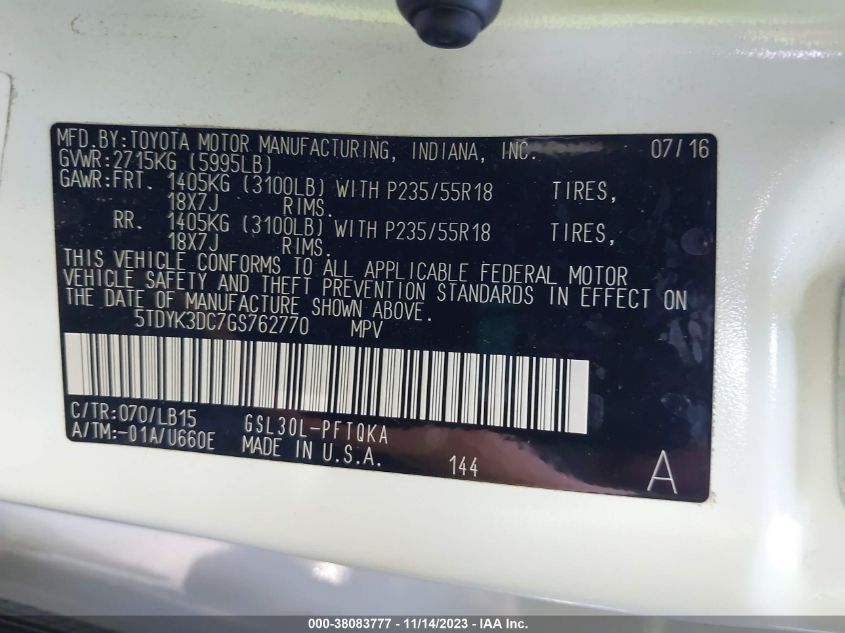 MFD.BY:TOYOTA MOTOR MANUFACTURING, INDIANA, INC. 07/16
GVWR:2715KG (5995LB)
GAWR:FRT. 1405KG (3100LB) WITH P235/55R18 TIRES,
18X7J RIMS.
RR. 1405KG (3100LB) WITH P235/55R18 TIRES,
18X7J RIMS.
THIS VEHICLE CONFORMS TO ALL APPLICABLE FEDERAL MOTOR
VEHICLE SAFETY AND THEFT PREVENTION STANDARDS IN EFFECT ON
THE DATE OF MANUFACTURE SHOWN ABOVE.
5TDYK3DC7GS762770 MPV
C/TR:070/LB15 GSL30L-PFTQKA
A/TM:-01A/U660E MADE IN U.S.A. 144 A
000-38083777 - 11/14/2023 - IAA Inc.